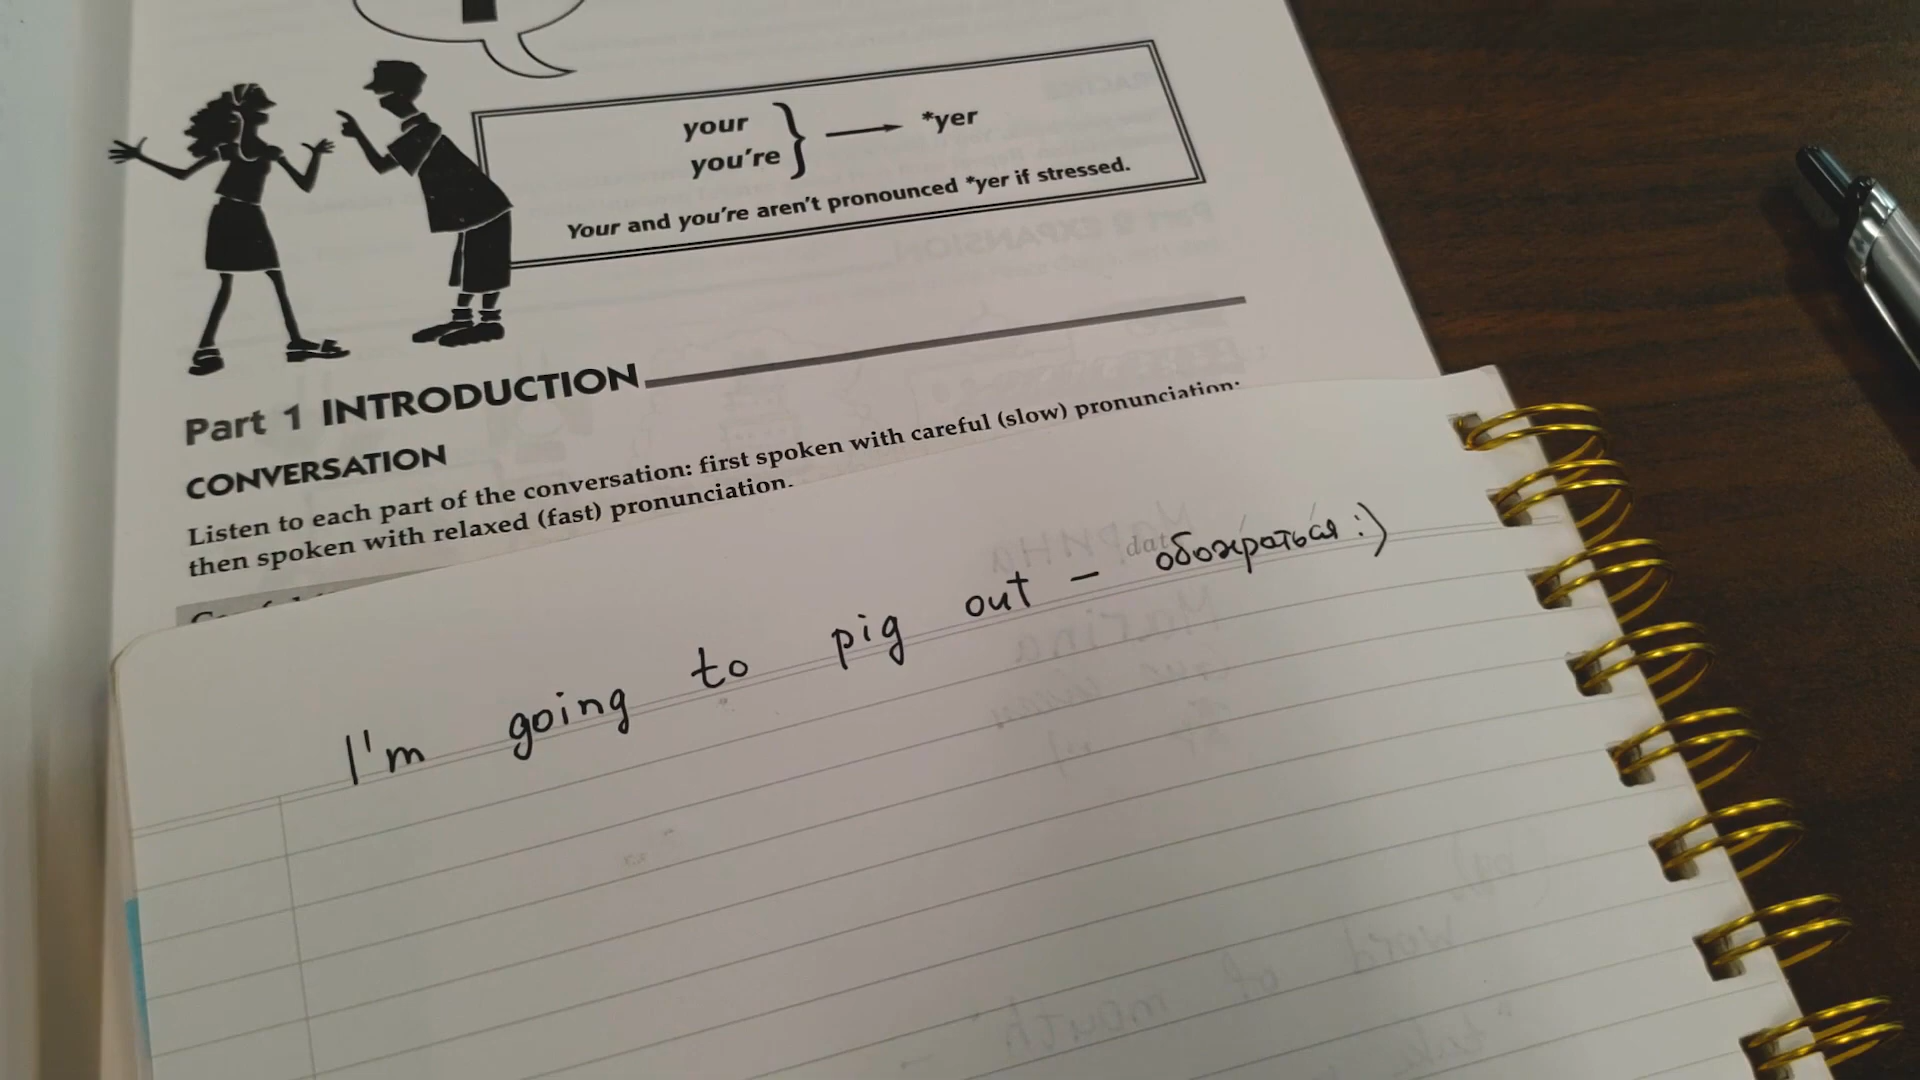 your
you're
*yer
Your and you're aren't pronounced *yer if stressed.
Part 1 INTRODUCTION
CONVERSATION
Listen to each part of the conversation: first spoken with careful (slow) pronunciation;
then spoken with relaxed (fast) pronunciation.
I'm going to pig out - обожраться :)